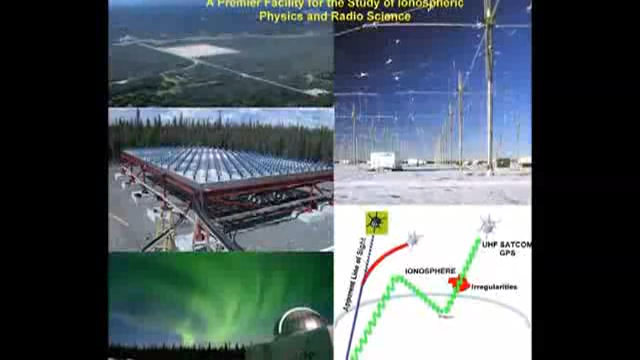 A Premier Facility for the Study of Ionospheric
Physics and Radio Science
Apparent Line of Sight
UHF SATCOM
GPS
IONOSPHERE
Irregularities